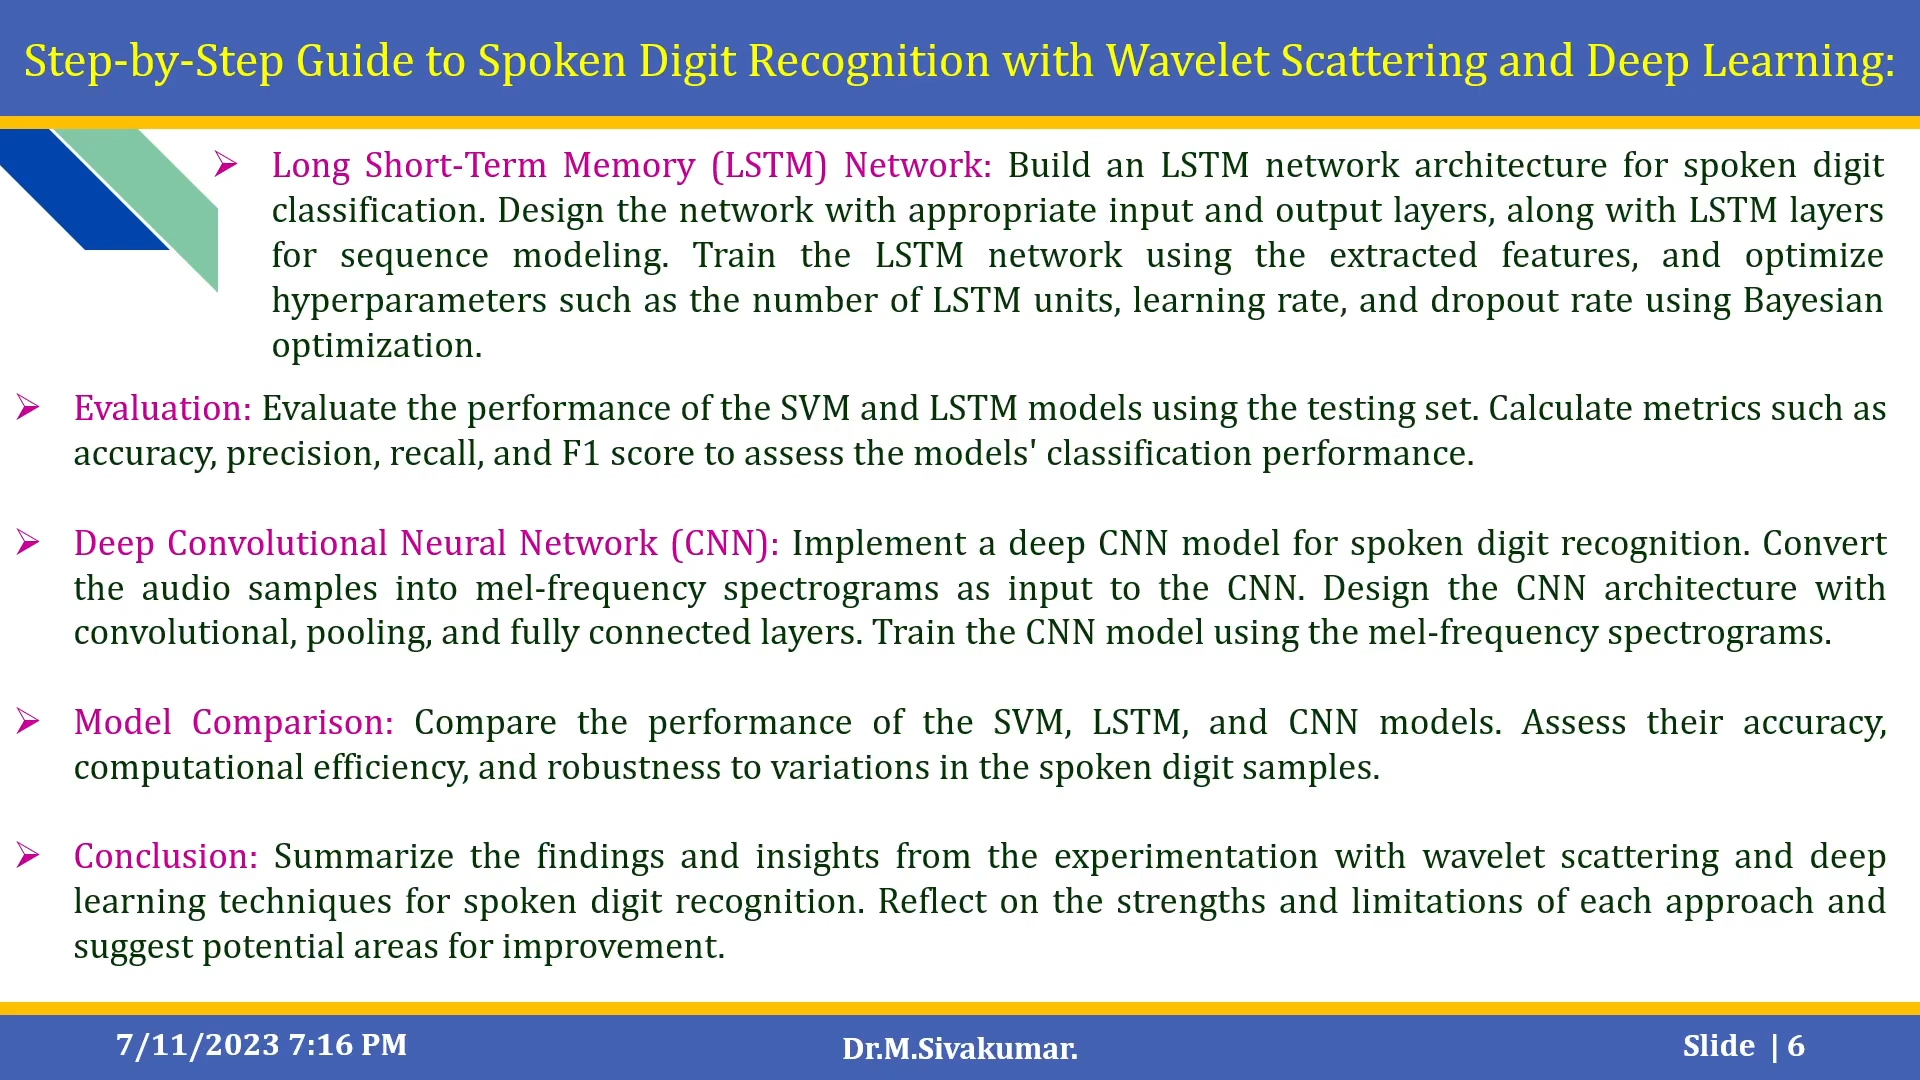 Step-by-Step Guide to Spoken Digit Recognition with Wavelet Scattering and Deep Learning:
➢ Long Short-Term Memory (LSTM) Network: Build an LSTM network architecture for spoken digit
classification. Design the network with appropriate input and output layers, along with LSTM layers
for sequence modeling. Train the LSTM network using the extracted features, and optimize
hyperparameters such as the number of LSTM units, learning rate, and dropout rate using Bayesian
optimization.
➢ Evaluation: Evaluate the performance of the SVM and LSTM models using the testing set. Calculate metrics such as
accuracy, precision, recall, and F1 score to assess the models' classification performance.
➢ Deep Convolutional Neural Network (CNN): Implement a deep CNN model for spoken digit recognition. Convert
the audio samples into mel-frequency spectrograms as input to the CNN. Design the CNN architecture with
convolutional, pooling, and fully connected layers. Train the CNN model using the mel-frequency spectrograms.
➢ Model Comparison: Compare the performance of the SVM, LSTM, and CNN models. Assess their accuracy,
computational efficiency, and robustness to variations in the spoken digit samples.
➢ Conclusion: Summarize the findings and insights from the experimentation with wavelet scattering and deep
learning techniques for spoken digit recognition. Reflect on the strengths and limitations of each approach and
suggest potential areas for improvement.
7/11/2023 7:16 PM
Dr.M.Sivakumar.
Slide | 6